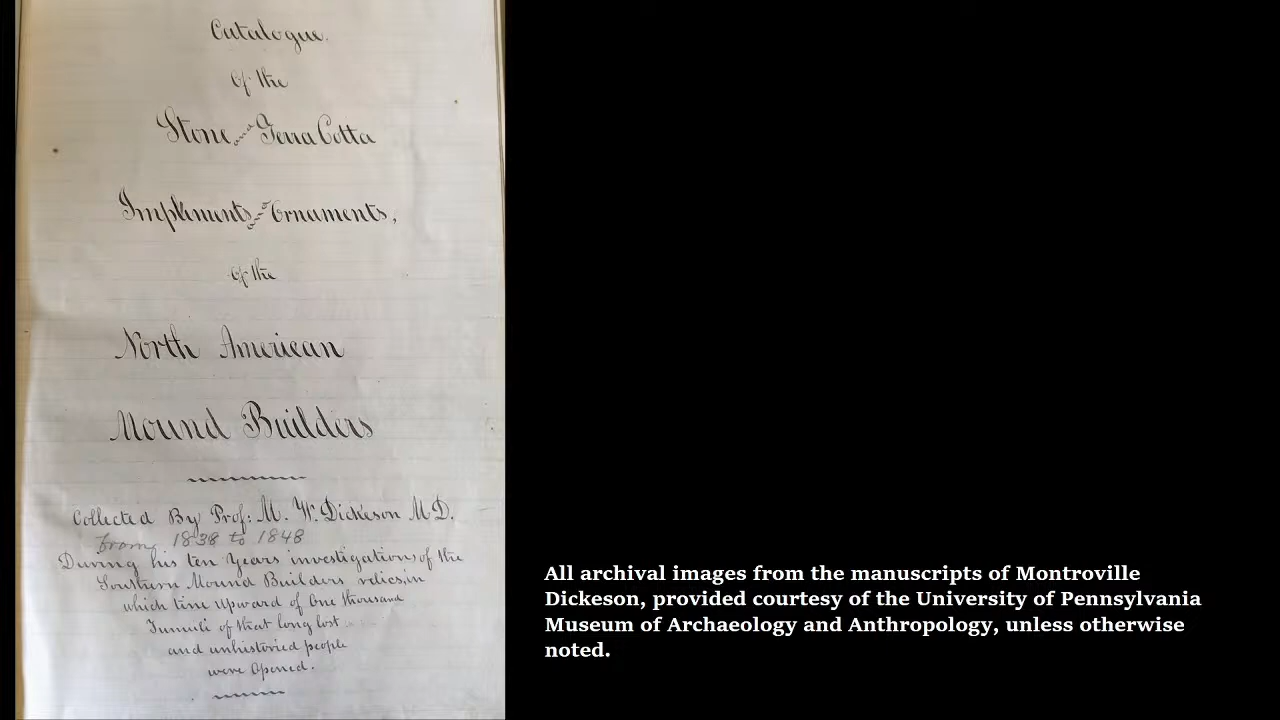 Catalogue.
Of the
Stone and Terra Cotta
Implements and Ornaments,
of the
North American
Mound Builders
Collected By Prof: M. W. Dickeson M.D.
From 1838 to 1848
During his ten Years investigations of the
Southern Mound Builders relics, in
which time upward of One thousand
Tumuli of that long lost
and unhistoried people
were Opened.
All archival images from the manuscripts of Montroville
Dickeson, provided courtesy of the University of Pennsylvania
Museum of Archaeology and Anthropology, unless otherwise
noted.